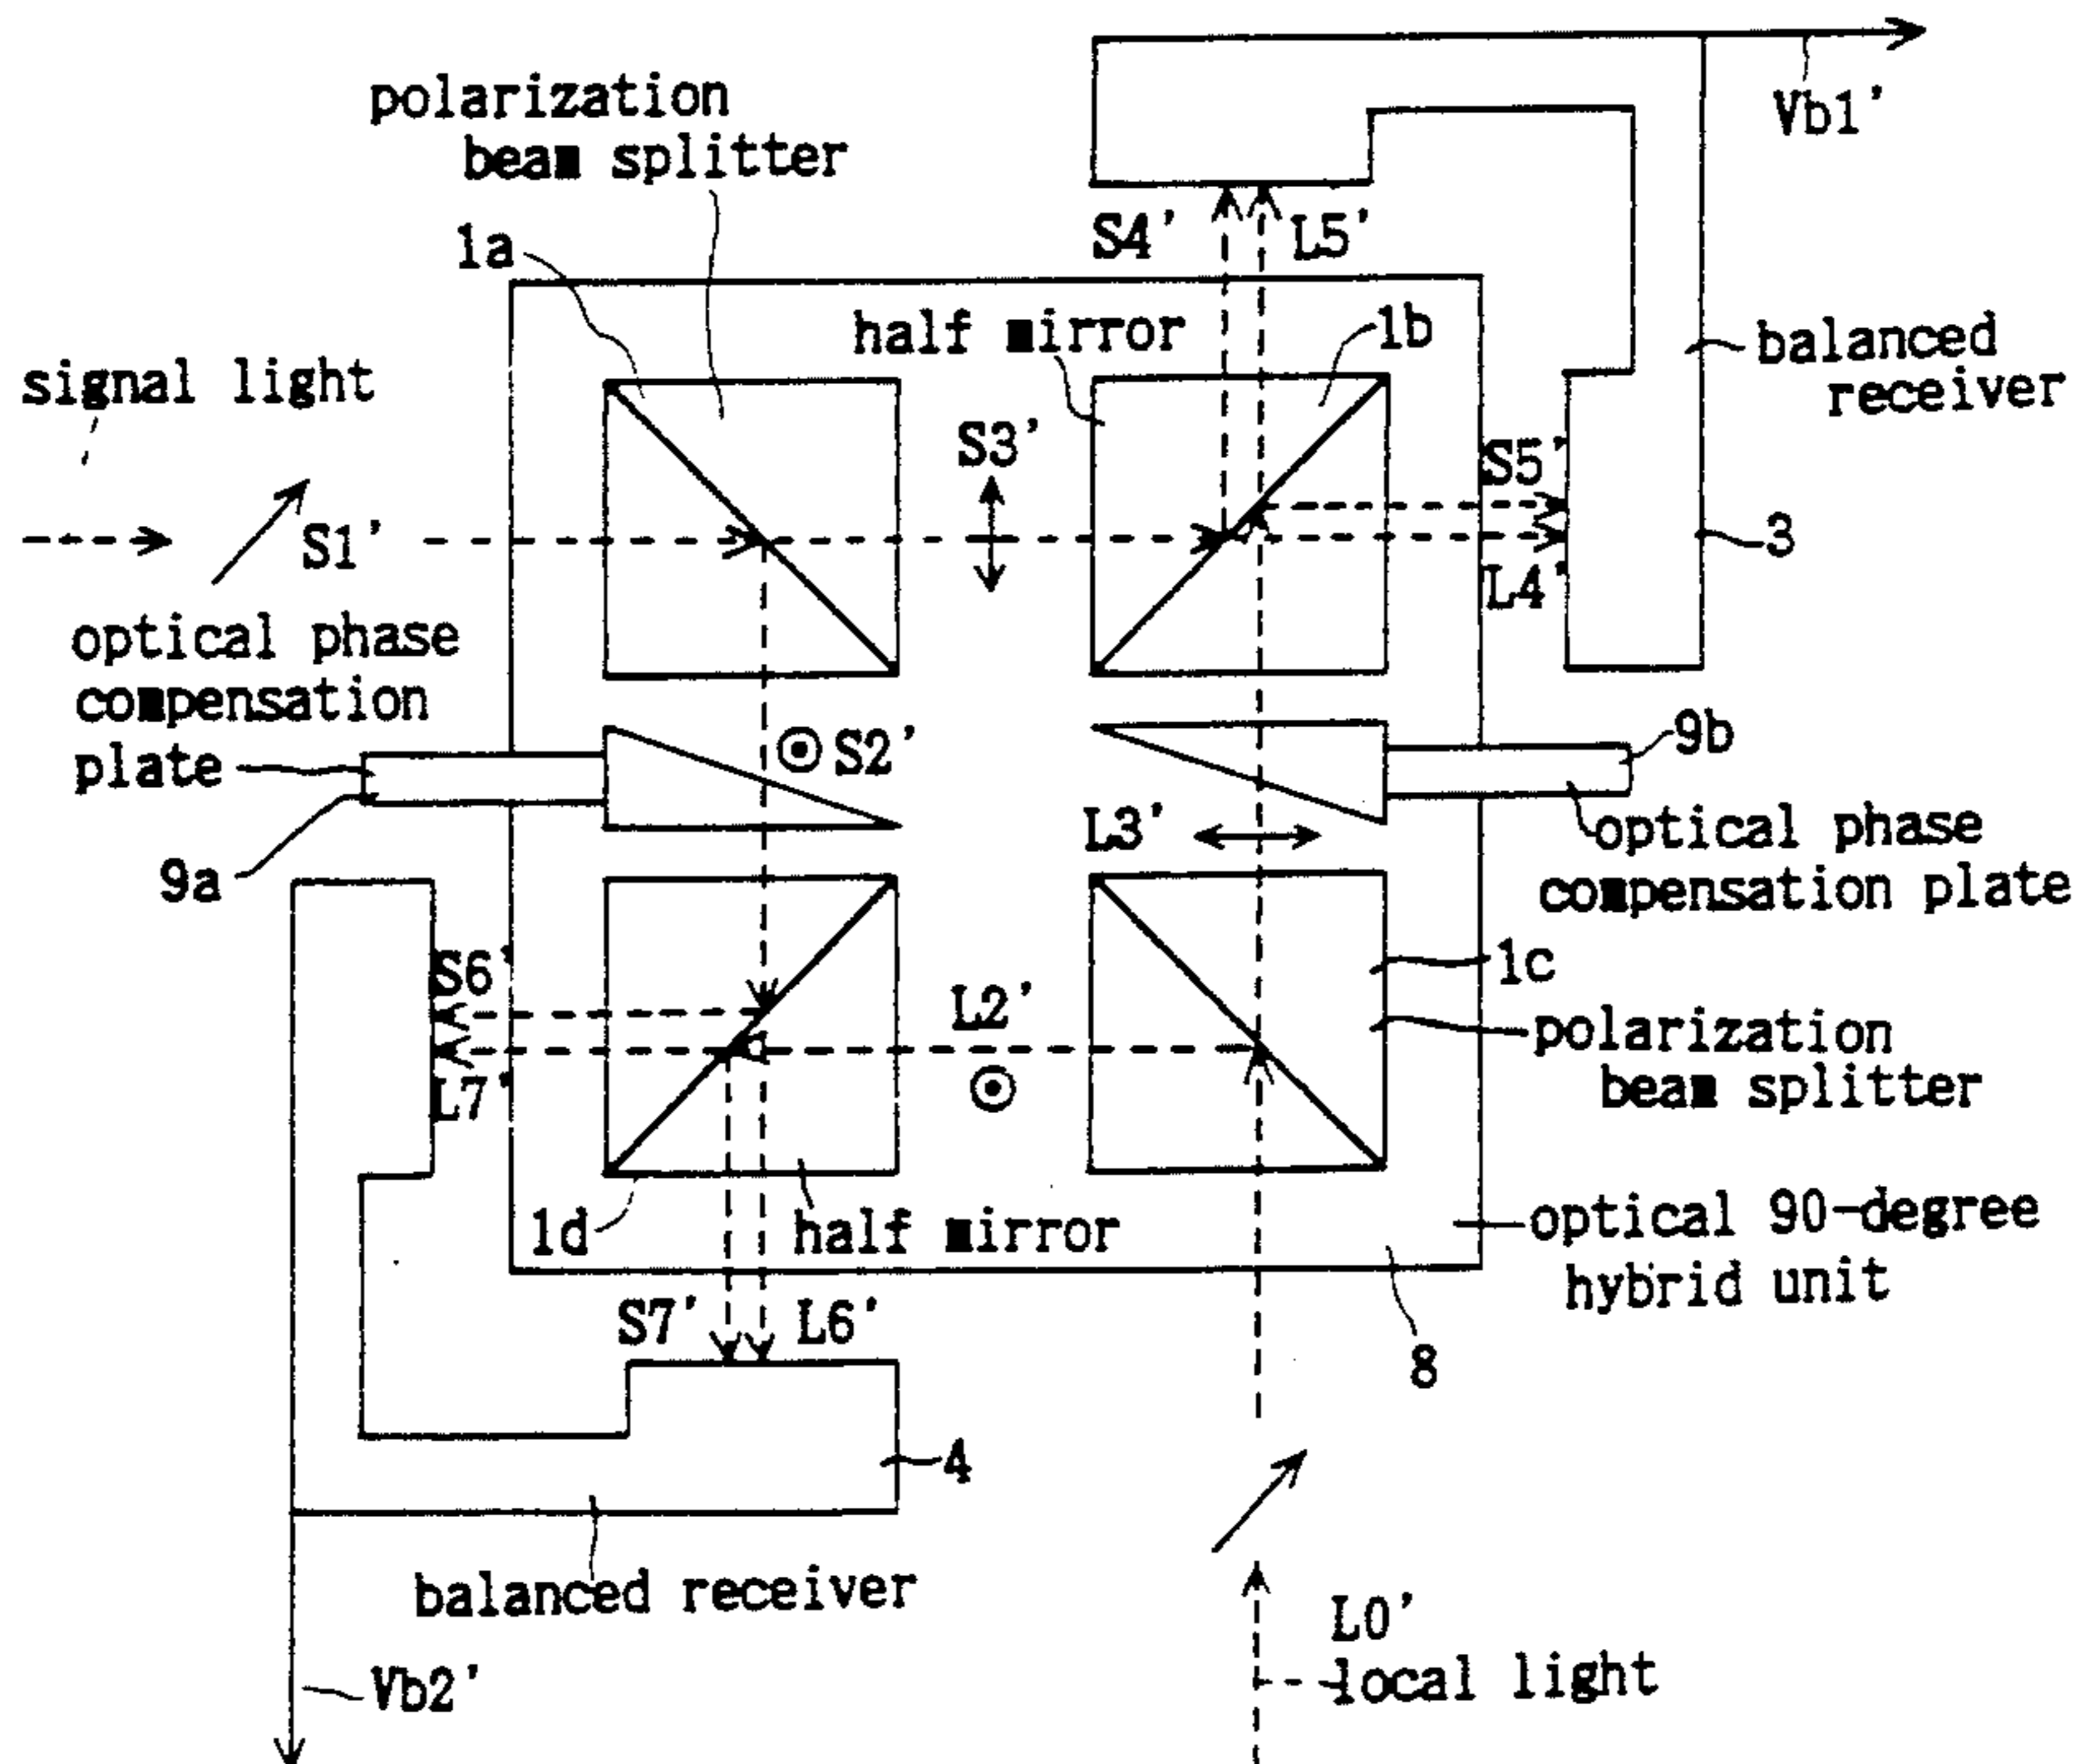 Vb1'
polarization
beam splitter
S4'
L5'
1a
half mirror
1b
balanced
receiver
signal light
S3'
S5'
S1'
3
L4'
optical phase
compensation
plate
S2'
9b
L3'
optical phase
compensation plate
9a
S6'
L2'
1c
polarization
beam splitter
L7'
1d
half mirror
optical 90-degree
hybrid unit
S7'
L6'
8
4
balanced receiver
L0'
local light
Vb2'